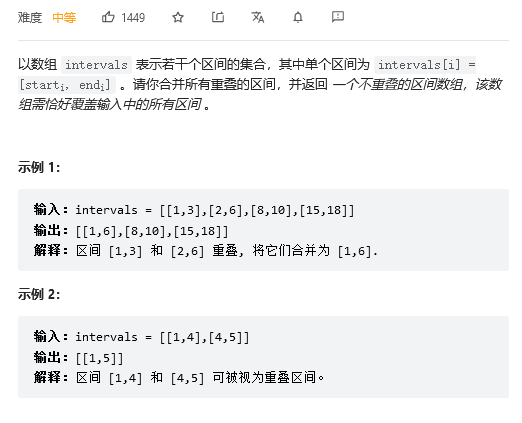 难度 中等 1449
以数组 intervals 表示若干个区间的集合，其中单个区间为 intervals[i] =
[starti, endi] 。请你合并所有重叠的区间，并返回 一个不重叠的区间数组，该数
组需恰好覆盖输入中的所有区间 。
示例 1：
输入：intervals = [[1,3],[2,6],[8,10],[15,18]]
输出：[[1,6],[8,10],[15,18]]
解释：区间 [1,3] 和 [2,6] 重叠, 将它们合并为 [1,6].
示例 2：
输入：intervals = [[1,4],[4,5]]
输出：[[1,5]]
解释：区间 [1,4] 和 [4,5] 可被视为重叠区间。